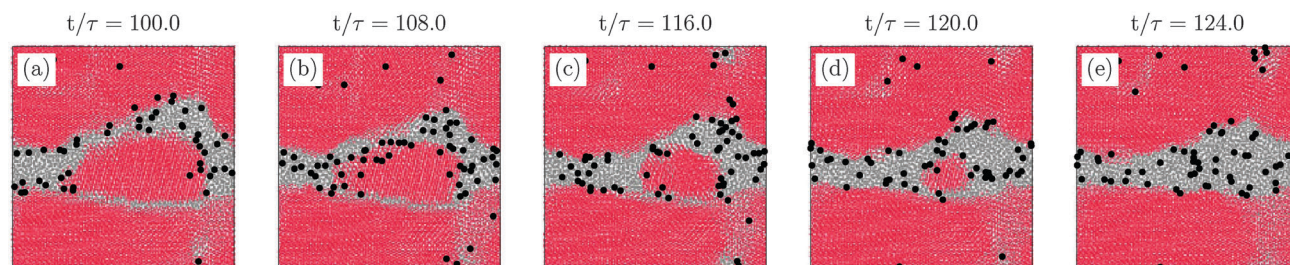 t/τ = 100.0
t/τ = 108.0
t/τ = 116.0
t/τ = 120.0
t/τ = 124.0
(a)
(b)
(c)
(d)
(e)